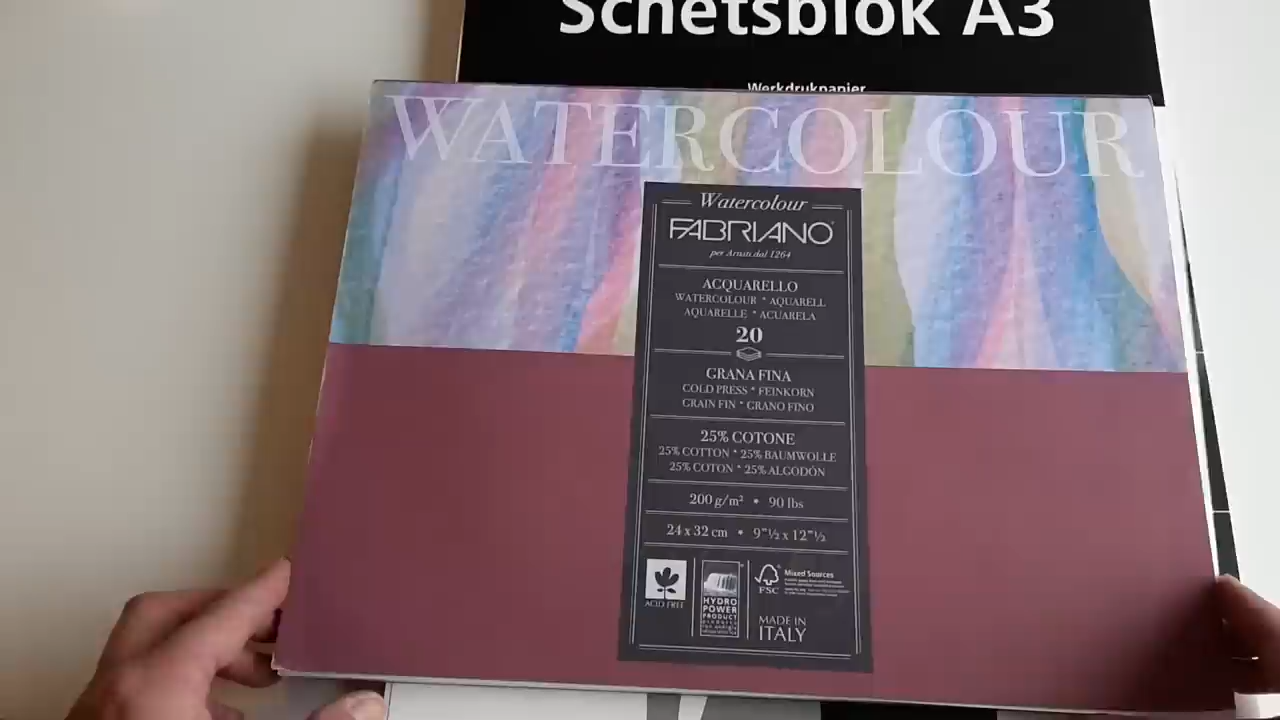 Schetsblok A3
Werkdrukpapier
WATERCOLOUR
Watercolour
FABRIANO
per Artisti dal 1264
ACQUARELLO
WATERCOLOUR * AQUARELL
AQUARELLE * ACUARELA
20
GRANA FINA
COLD PRESS * FEINKORN
GRAIN FIN * GRANO FINO
25% COTONE
25% COTTON * 25% BAUMWOLLE
25% COTON * 25% ALGODÓN
200 g/m² • 90 lbs
24 x 32 cm • 9"½ x 12"½
ACID FREE
HYDRO
POWER
PRODUCT
FSC
Mixed Sources
MADE IN
ITALY